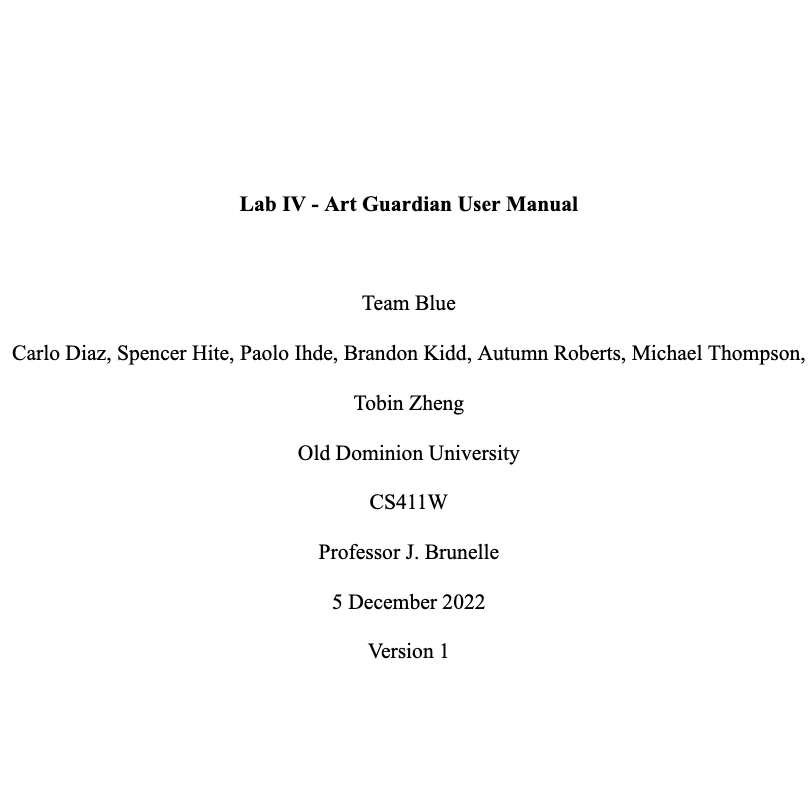 Lab IV - Art Guardian User Manual
Team Blue
Carlo Diaz, Spencer Hite, Paolo Ihde, Brandon Kidd, Autumn Roberts, Michael Thompson,
Tobin Zheng
Old Dominion University
CS411W
Professor J. Brunelle
5 December 2022
Version 1